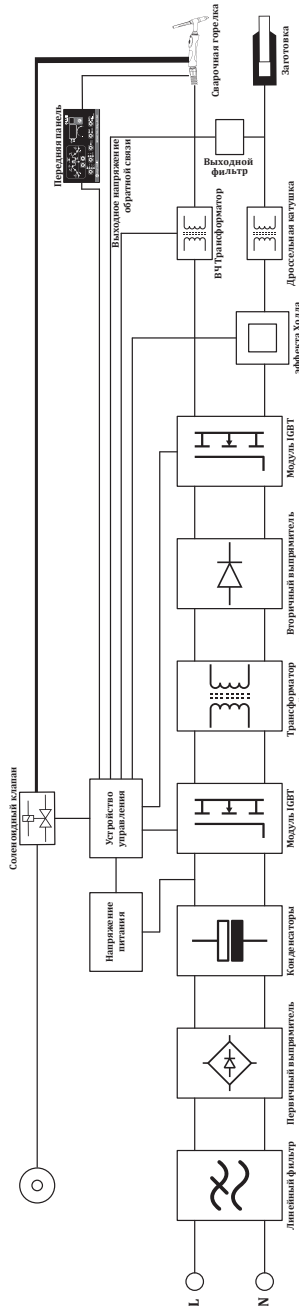 Сварочная горелка
Заготовка
Передняя панель
Выходное напряжение
обратной связи
Выходной
фильтр
ВЧ Трансформатор
Дроссельная катушка
эффекта Холла
Модуль IGBT
Вторичный выпрямитель
Трансформатор
Соленоидный клапан
Устройство
управления
Модуль IGBT
Напряжение
питания
Конденсаторы
Первичный выпрямитель
Линейный фильтр
L
N